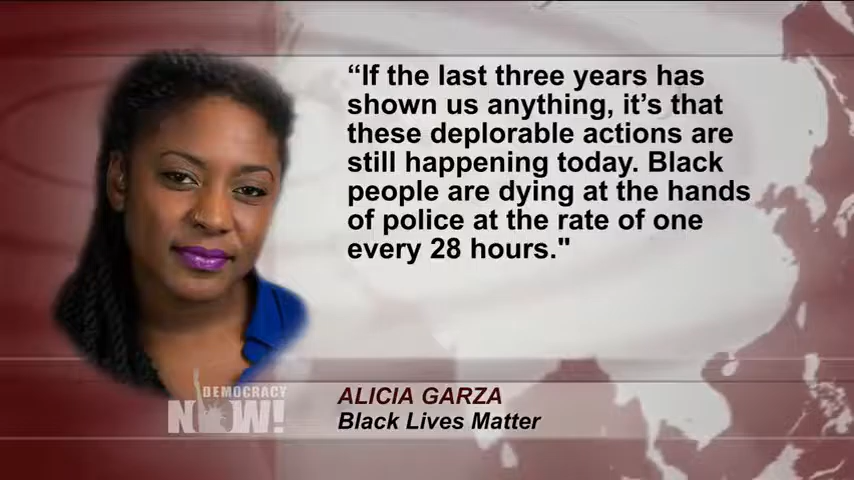 “If the last three years has
shown us anything, it’s that
these deplorable actions are
still happening today. Black
people are dying at the hands
of police at the rate of one
every 28 hours."
DEMOCRACY
NOW!
ALICIA GARZA
Black Lives Matter